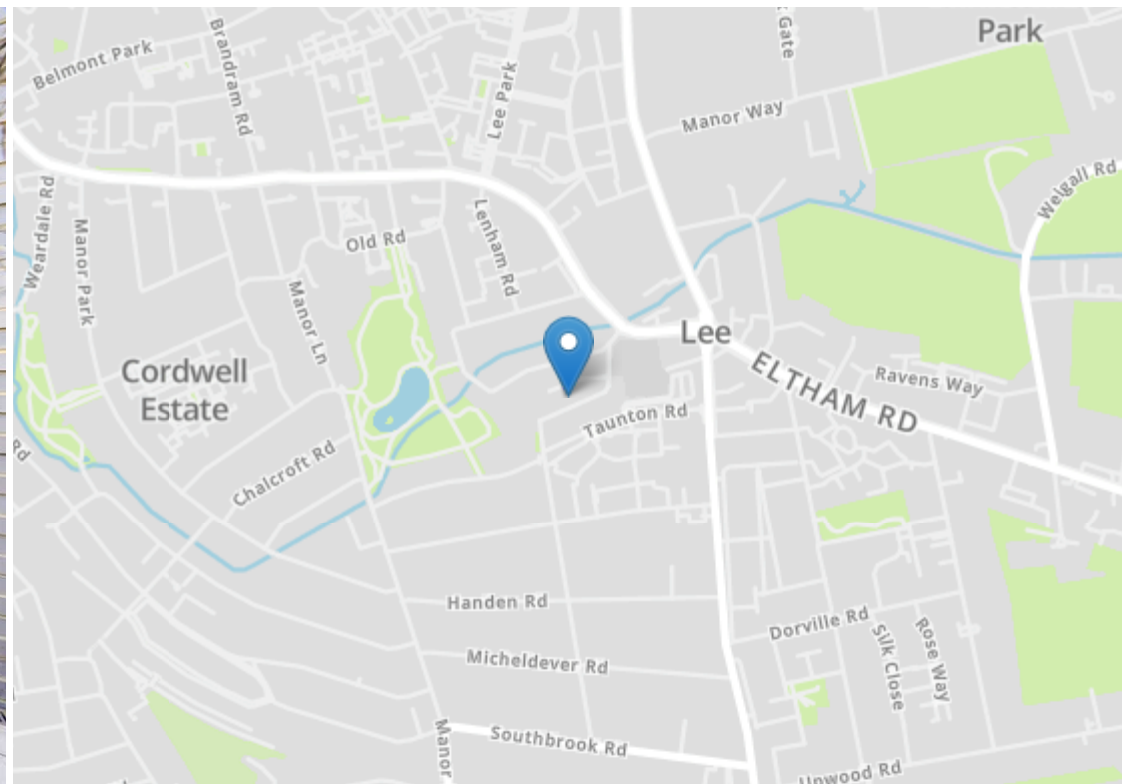 Park
k Gate
Belmont Park
Brandram Rd
Lee Park
Manor Way
Weigall Rd
Weardale Rd
Manor Park
Old Rd
Lenham Rd
Manor Ln
Lee
Cordwell
Estate
ELTHAM RD
Ravens Way
Taunton Rd
Rd
Chalcroft Rd
Handen Rd
Dorville Rd
Silk Close
Rose Way
Micheldever Rd
Manor
Southbrook Rd
Upwood Rd